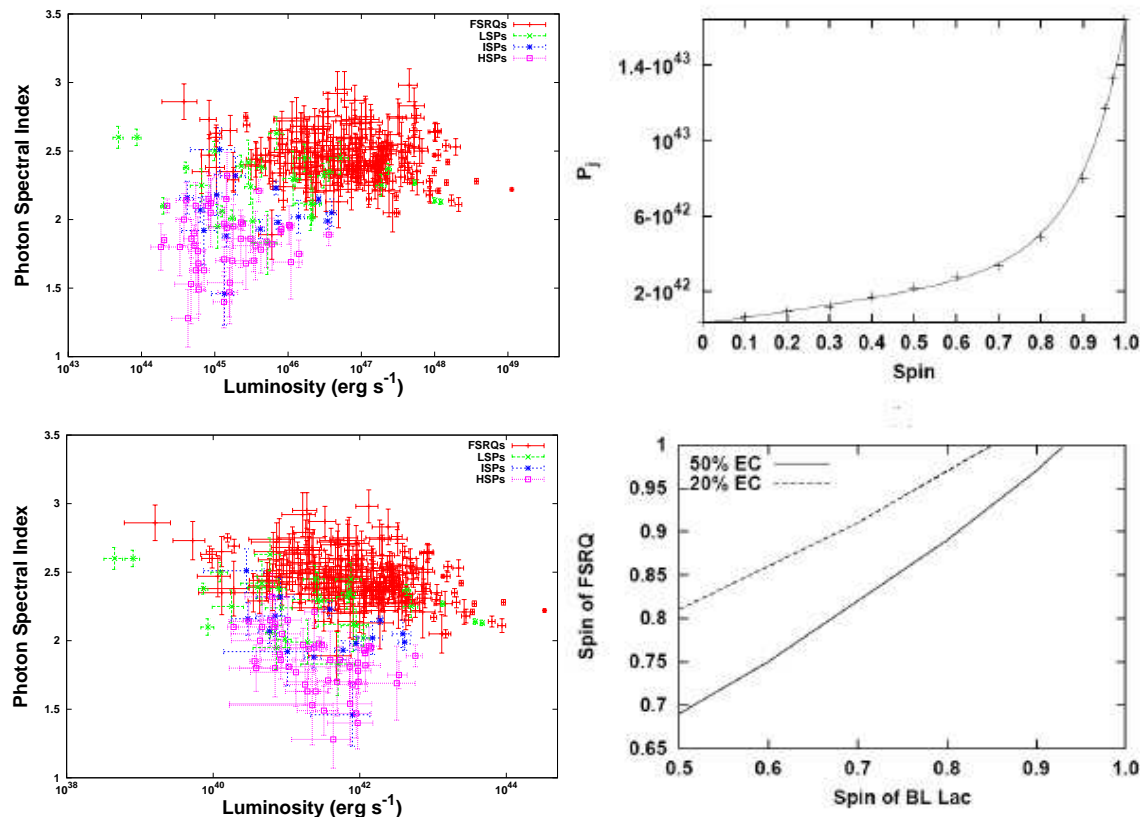 3.5
3
2.5
2
1.5
1
Photon Spectral Index
FSRQs
LSPs
ISPs
HSPs
10^43 10^44 10^45 10^46 10^47 10^48 10^49
Luminosity (erg s^-1)
P_j
1.4·10^43
10^43
6·10^42
2·10^42
0 0.1 0.2 0.3 0.4 0.5 0.6 0.7 0.8 0.9 1.0
Spin
3.5
3
2.5
2
1.5
1
Photon Spectral Index
FSRQs
LSPs
ISPs
HSPs
10^38 10^40 10^42 10^44
Luminosity (erg s^-1)
50% EC
20% EC
1
0.95
0.9
0.85
0.8
0.75
0.7
0.65
Spin of FSRQ
0.5 0.6 0.7 0.8 0.9 1.0
Spin of BL Lac